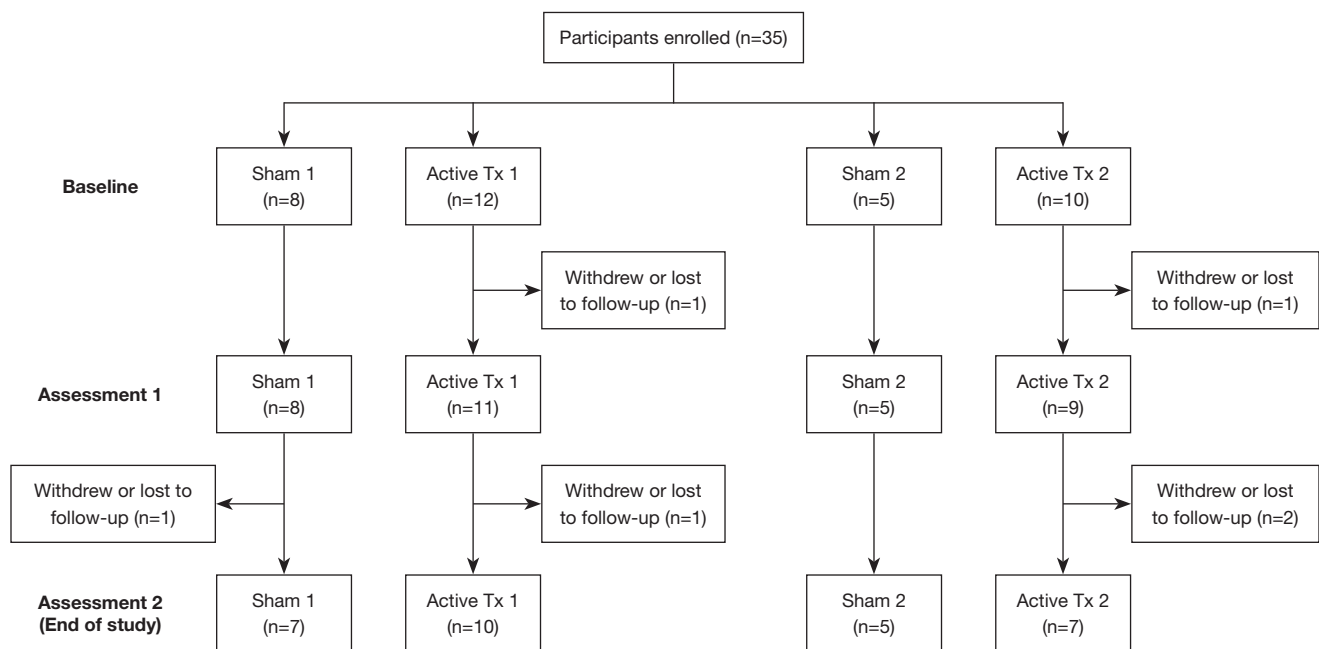 Participants enrolled (n=35)
Baseline
Sham 1
(n=8)
Active Tx 1
(n=12)
Sham 2
(n=5)
Active Tx 2
(n=10)
Withdrew or lost
to follow-up (n=1)
Withdrew or lost
to follow-up (n=1)
Assessment 1
Sham 1
(n=8)
Active Tx 1
(n=11)
Sham 2
(n=5)
Active Tx 2
(n=9)
Withdrew or lost to
follow-up (n=1)
Withdrew or lost
to follow-up (n=1)
Withdrew or lost
to follow-up (n=2)
Assessment 2
(End of study)
Sham 1
(n=7)
Active Tx 1
(n=10)
Sham 2
(n=5)
Active Tx 2
(n=7)